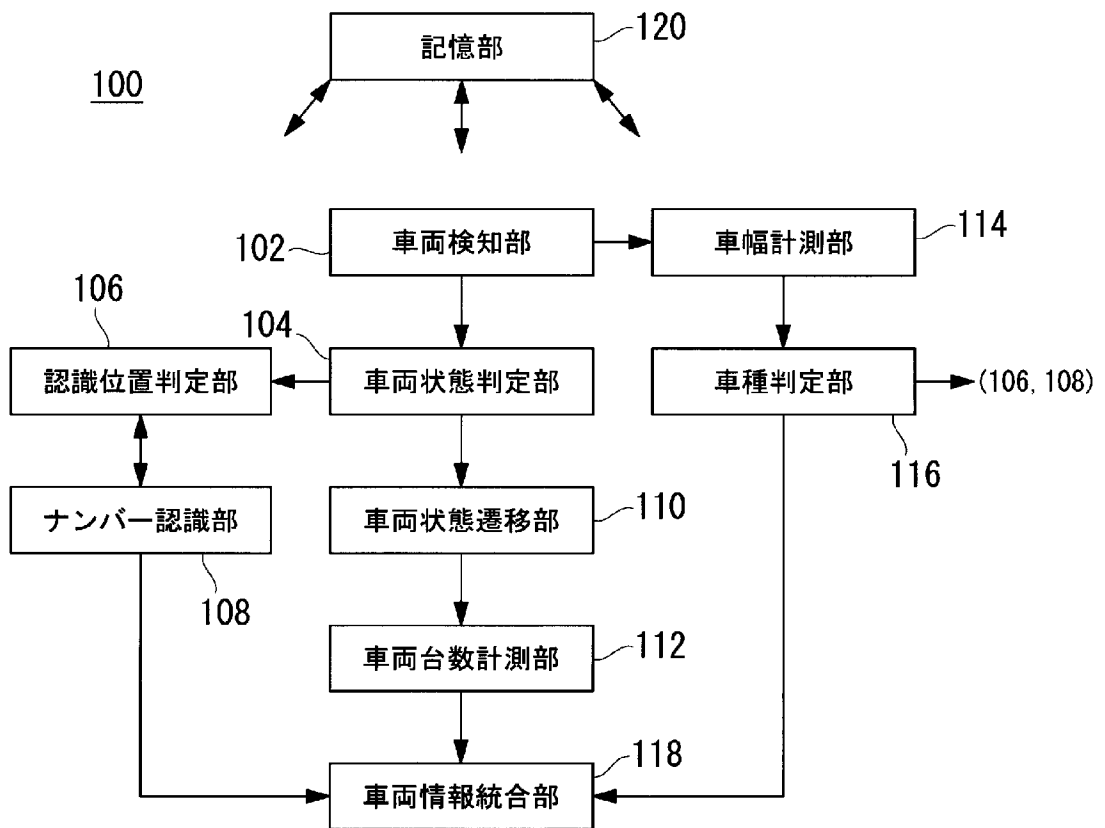 記憶部
120
100
車両検知部
102
車幅計測部
114
106
104
認識位置判定部
車両状態判定部
車種判定部
(106, 108)
116
ナンバー認識部
108
車両状態遷移部
110
車両台数計測部
112
車両情報統合部
118